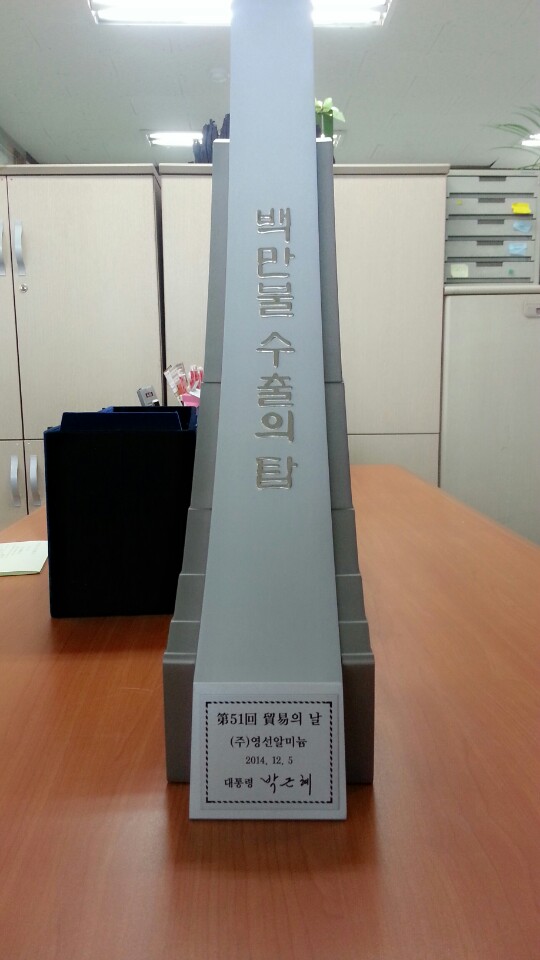 백만불 수출의 탑
第51回 貿易의 날
(주)영선알미늄
2014. 12. 5
대통령 박근혜